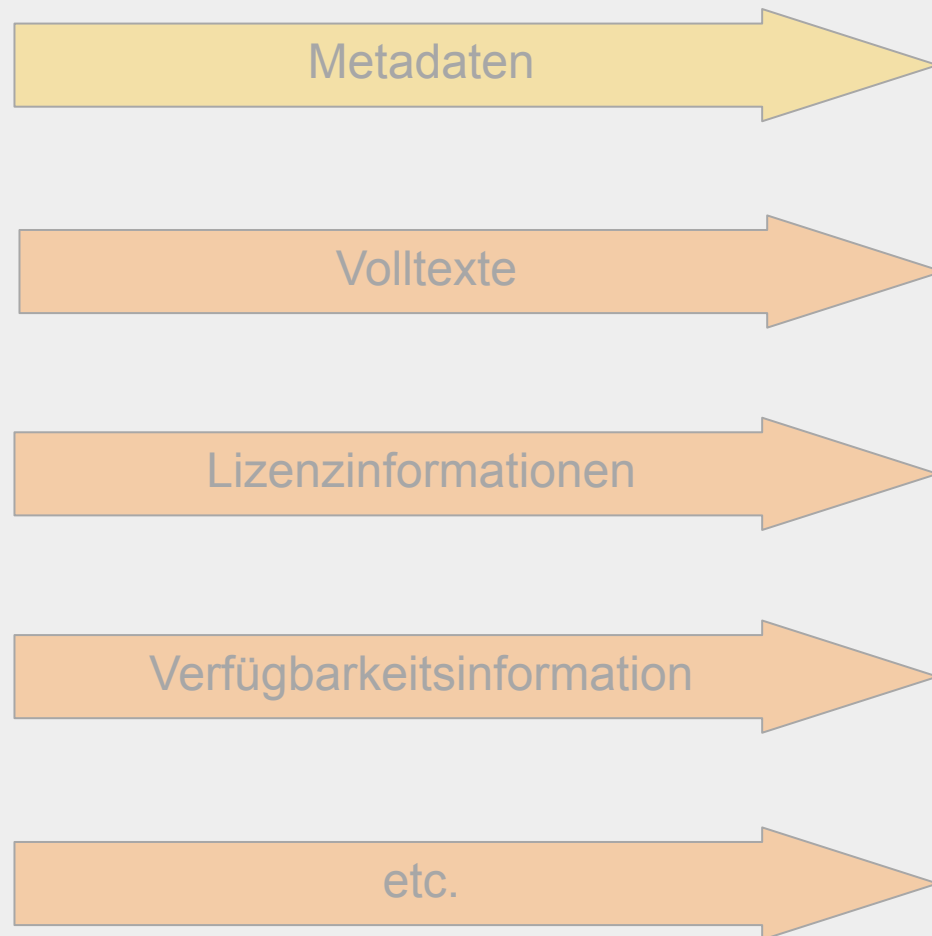 Metadaten
Volltexte
Lizenzinformationen
Verfügbarkeitsinformation
etc.